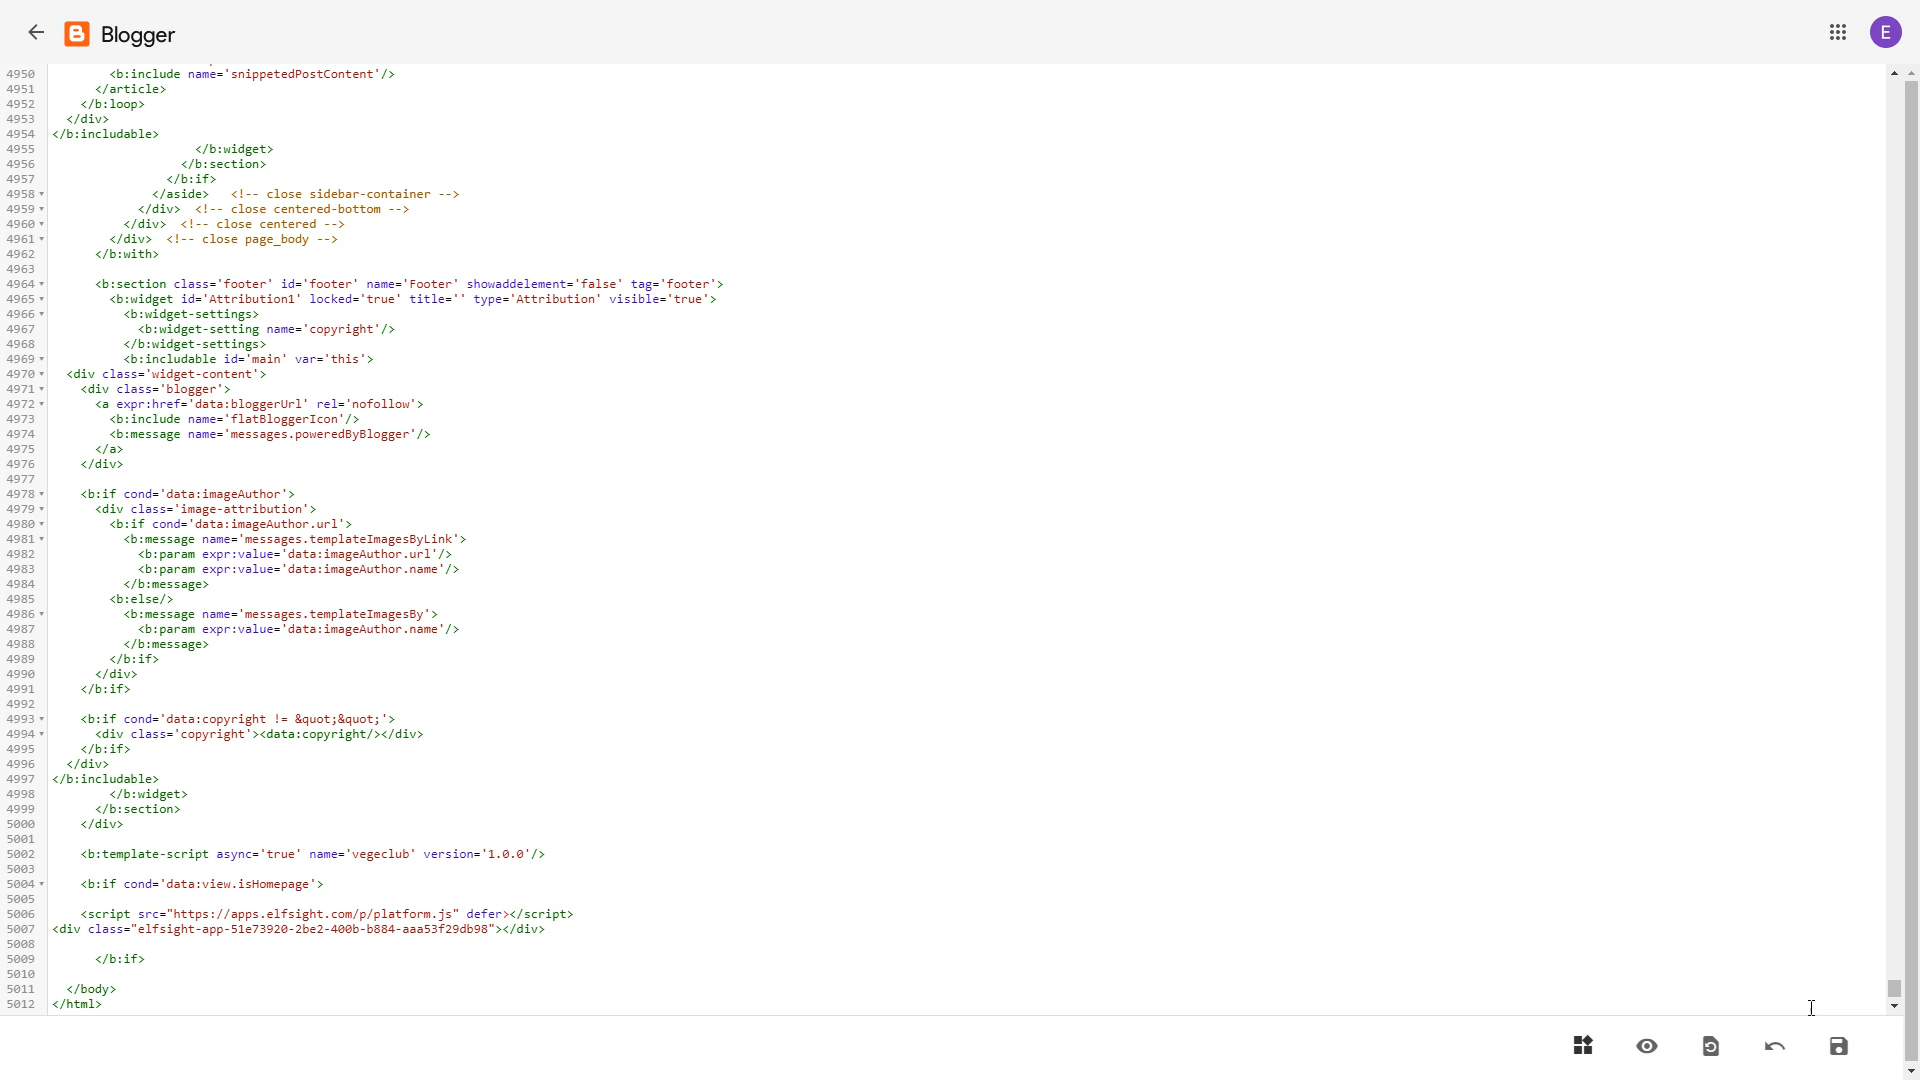 Blogger
E
4950 <b:include name='snippetedPostContent'/>
4951 </article>
4952 </b:loop>
4953 </div>
4954 </b:includable>
4955 </b:widget>
4956 </b:section>
4957 </b:if>
4958 </aside> <!-- close sidebar-container -->
4959 </div> <!-- close centered-bottom -->
4960 </div> <!-- close centered -->
4961 </div> <!-- close page_body -->
4962 </b:with>
4963
4964 <b:section class='footer' id='footer' name='Footer' showaddelement='false' tag='footer'>
4965 <b:widget id='Attribution1' locked='true' title='' type='Attribution' visible='true'>
4966 <b:widget-settings>
4967 <b:widget-setting name='copyright'/>
4968 </b:widget-settings>
4969 <b:includable id='main' var='this'>
4970 <div class='widget-content'>
4971 <div class='blogger'>
4972 <a expr:href='data:bloggerUrl' rel='nofollow'>
4973 <b:include name='flatBloggerIcon'/>
4974 <b:message name='messages.poweredByBlogger'/>
4975 </a>
4976 </div>
4977
4978 <b:if cond='data:imageAuthor'>
4979 <div class='image-attribution'>
4980 <b:if cond='data:imageAuthor.url'>
4981 <b:message name='messages.templateImagesByLink'>
4982 <b:param expr:value='data:imageAuthor.url'/>
4983 <b:param expr:value='data:imageAuthor.name'/>
4984 </b:message>
4985 <b:else/>
4986 <b:message name='messages.templateImagesBy'>
4987 <b:param expr:value='data:imageAuthor.name'/>
4988 </b:message>
4989 </b:if>
4990 </div>
4991 </b:if>
4992
4993 <b:if cond='data:copyright != &quot;&quot;'>
4994 <div class='copyright'><data:copyright/></div>
4995 </b:if>
4996 </div>
4997 </b:includable>
4998 </b:widget>
4999 </b:section>
5000 </div>
5001
5002 <b:template-script async='true' name='vegeclub' version='1.0.0'/>
5003
5004 <b:if cond='data:view.isHomepage'>
5005
5006 <script src="https://apps.elfsight.com/p/platform.js" defer></script>
5007 <div class="elfsight-app-51e73920-2be2-400b-b884-aaa53f29db98"></div>
5008
5009 </b:if>
5010
5011 </body>
5012 </html>